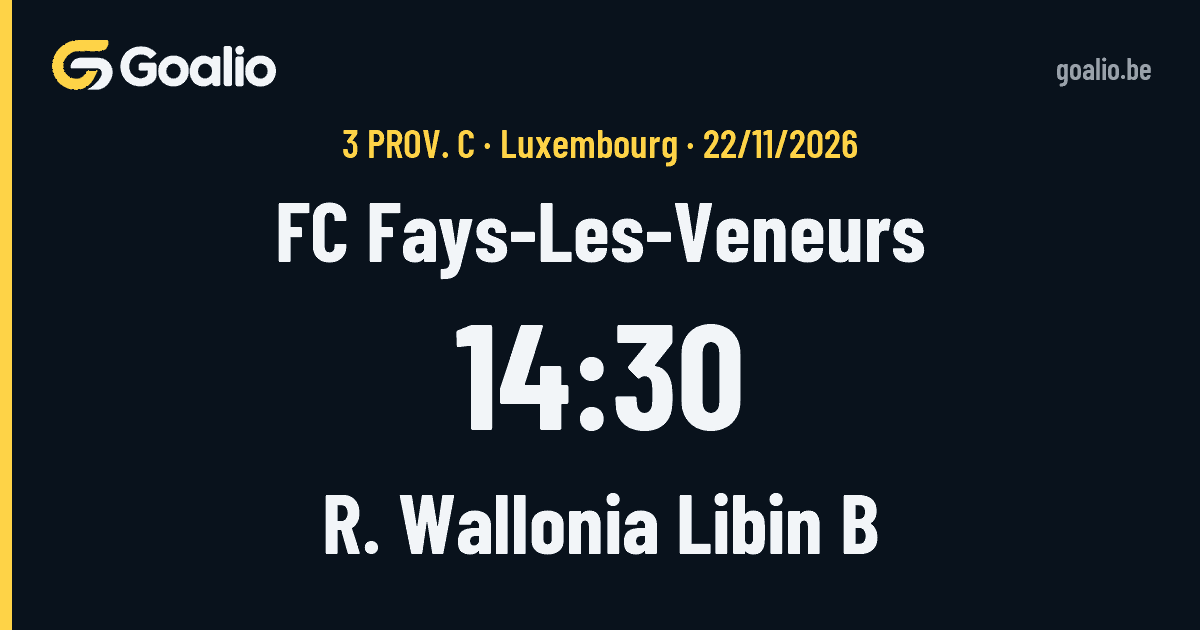 Goalio
goalio.be
3 PROV. C · Luxembourg · 22/11/2026
FC Fays-Les-Veneurs
14:30
R. Wallonia Libin B